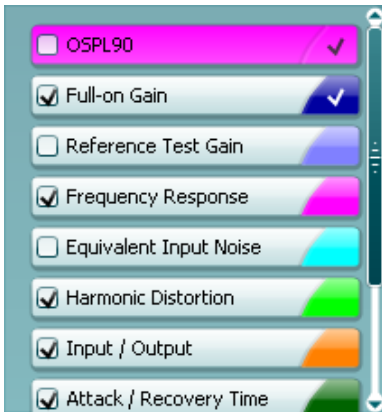 OSPL90
Full-on Gain
Reference Test Gain
Frequency Response
Equivalent Input Noise
Harmonic Distortion
Input / Output
Attack / Recovery Time